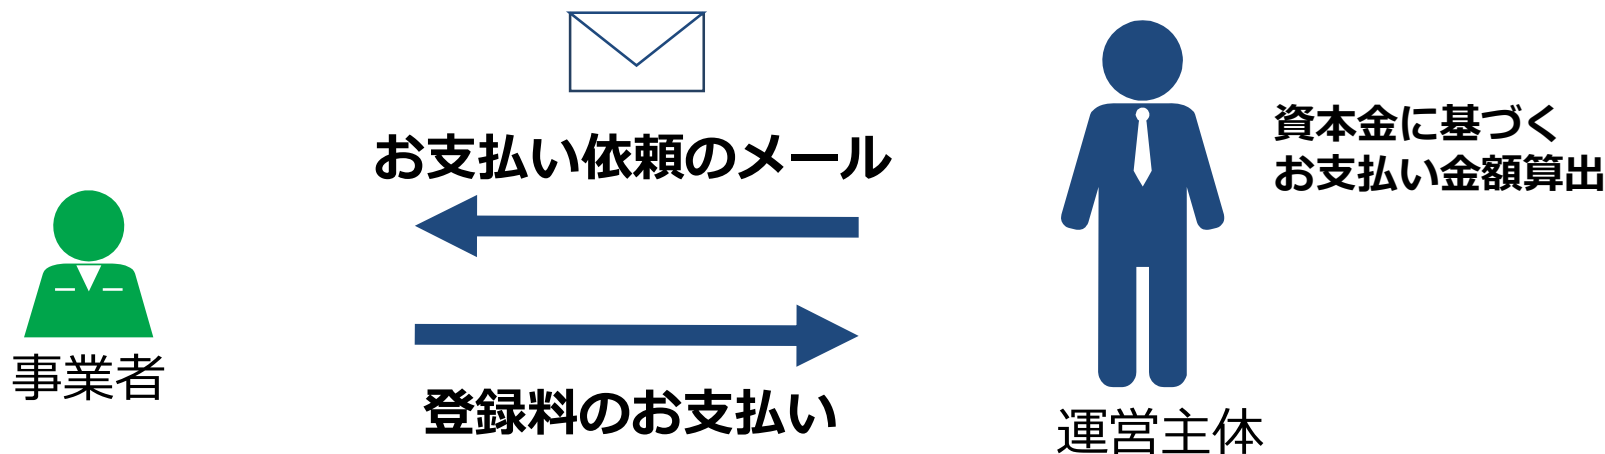 お支払い依頼のメール
資本金に基づく
お支払い金額算出
事業者
登録料のお支払い
運営主体